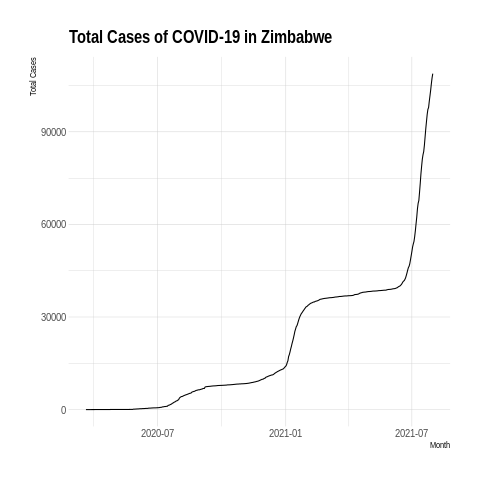 Total Cases of COVID-19 in Zimbabwe
Total Cases
90000
60000
30000
0
2020-07 2021-01 2021-07
Month